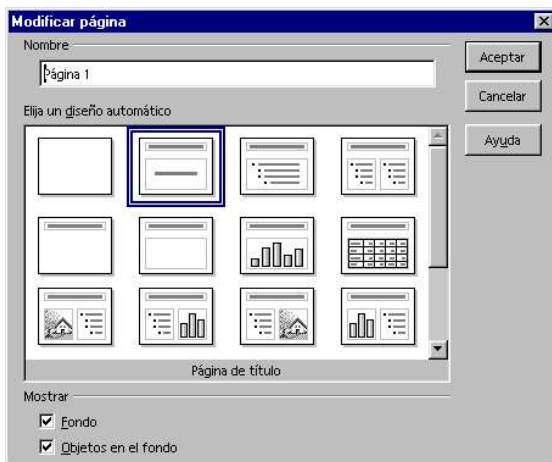 Modificar página
Nombre
Página 1
Aceptar
Cancelar
Ayuda
Elija un diseño automático
Página de título
Mostrar
Fondo
Objetos en el fondo